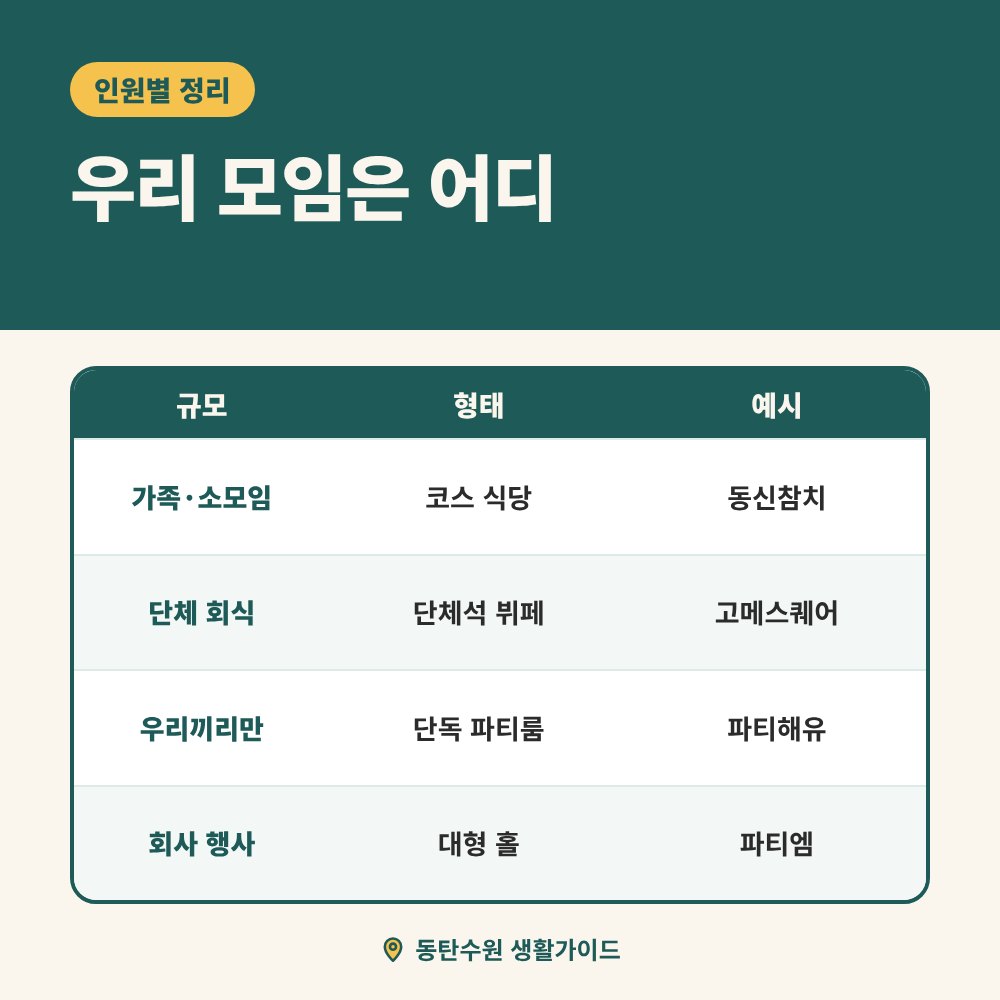 인원별 정리
우리 모임은 어디
규모 형태 예시
가족·소모임 코스 식당 동신참치
단체 회식 단체석 뷔페 고메스퀘어
우리끼리만 단독 파티룸 파티해유
회사 행사 대형 홀 파티엠
동탄수원 생활가이드